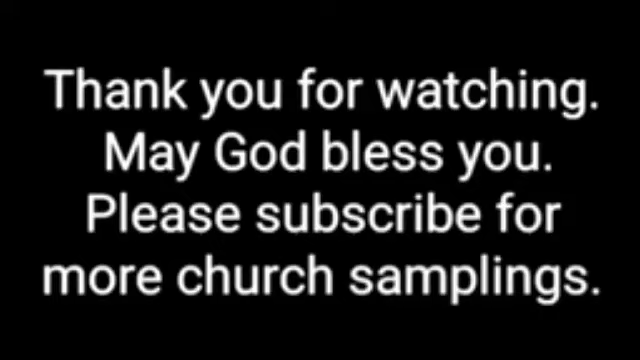 Thank you for watching.
May God bless you.
Please subscribe for
more church samplings.